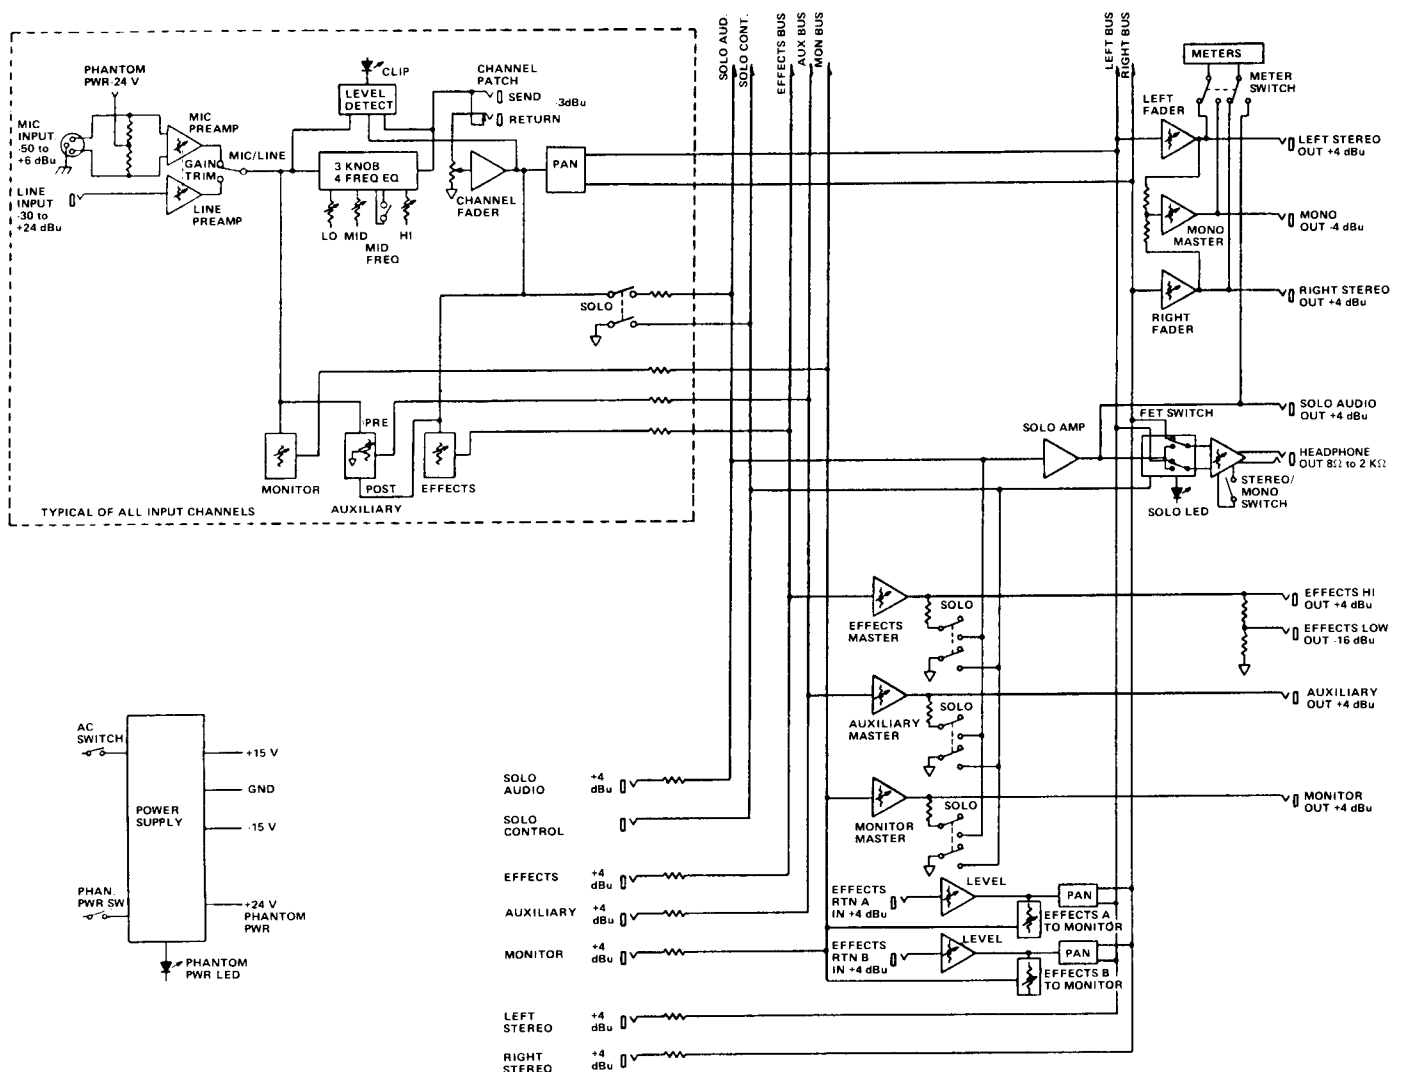 SOLO AUD.
SOLO CONT.
EFFECTS BUS
AUX BUS
MON BUS
LEFT BUS
RIGHT BUS
PHANTOM
PWR-24 V
MIC
INPUT
-50 to
+6 dBu
MIC
PREAMP
GAIN
TRIM
MIC/LINE
LINE
INPUT
-30 to
+24 dBu
LINE
PREAMP
CLIP
LEVEL
DETECT
CHANNEL
PATCH
SEND
-3dBu
RETURN
3 KNOB
4 FREQ EQ
LO
MID
MID
FREQ
HI
CHANNEL
FADER
PAN
SOLO
PRE
POST
MONITOR
AUXILIARY
EFFECTS
TYPICAL OF ALL INPUT CHANNELS
METERS
METER
SWITCH
LEFT
FADER
LEFT STEREO
OUT +4 dBu
MONO
MASTER
MONO
OUT -4 dBu
RIGHT
FADER
RIGHT STEREO
OUT +4 dBu
SOLO AUDIO
OUT +4 dBu
FET SWITCH
SOLO AMP
HEADPHONE
OUT 8Ω to 2 KΩ
STEREO/
MONO
SWITCH
SOLO LED
EFFECTS
MASTER
SOLO
EFFECTS HI
OUT +4 dBu
EFFECTS LOW
OUT -16 dBu
AUXILIARY
MASTER
SOLO
AUXILIARY
OUT +4 dBu
MONITOR
MASTER
SOLO
MONITOR
OUT +4 dBu
AC
SWITCH
POWER
SUPPLY
+15 V
GND
-15 V
PHAN.
PWR SW
+24 V
PHANTOM
PWR
PHANTOM
PWR LED
SOLO
AUDIO
+4
dBu
SOLO
CONTROL
EFFECTS
+4
dBu
AUXILIARY
+4
dBu
MONITOR
+4
dBu
LEFT
STEREO
+4
dBu
RIGHT
STEREO
+4
dBu
EFFECTS
RTN A
IN +4 dBu
LEVEL
PAN
EFFECTS A
TO MONITOR
EFFECTS
RTN B
IN +4 dBu
LEVEL
PAN
EFFECTS B
TO MONITOR